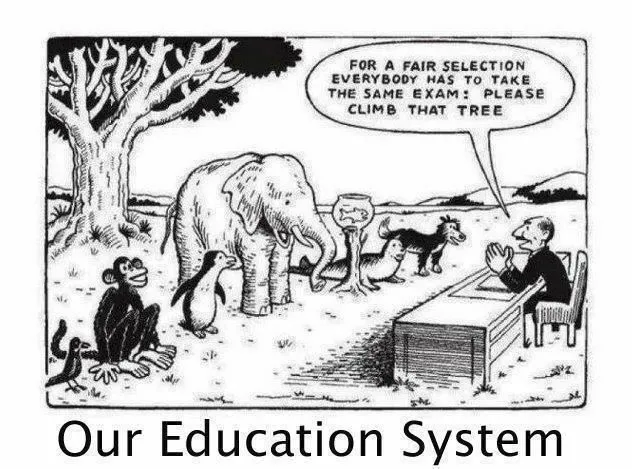 FOR A FAIR SELECTION
EVERYBODY HAS TO TAKE
THE SAME EXAM: PLEASE
CLIMB THAT TREE
Our Education System